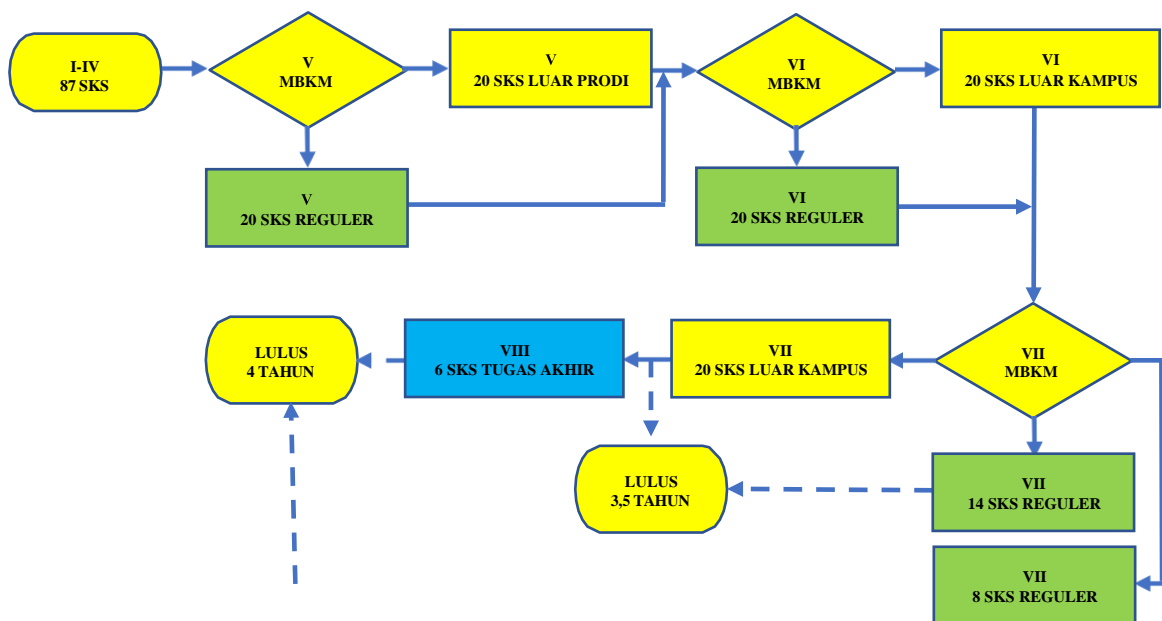 I-IV
87 SKS
V
MBKM
V
20 SKS LUAR PRODI
VI
MBKM
VI
20 SKS LUAR KAMPUS
V
20 SKS REGULER
VI
20 SKS REGULER
LULUS
4 TAHUN
VIII
6 SKS TUGAS AKHIR
VII
20 SKS LUAR KAMPUS
VII
MBKM
LULUS
3,5 TAHUN
VII
14 SKS REGULER
VII
8 SKS REGULER